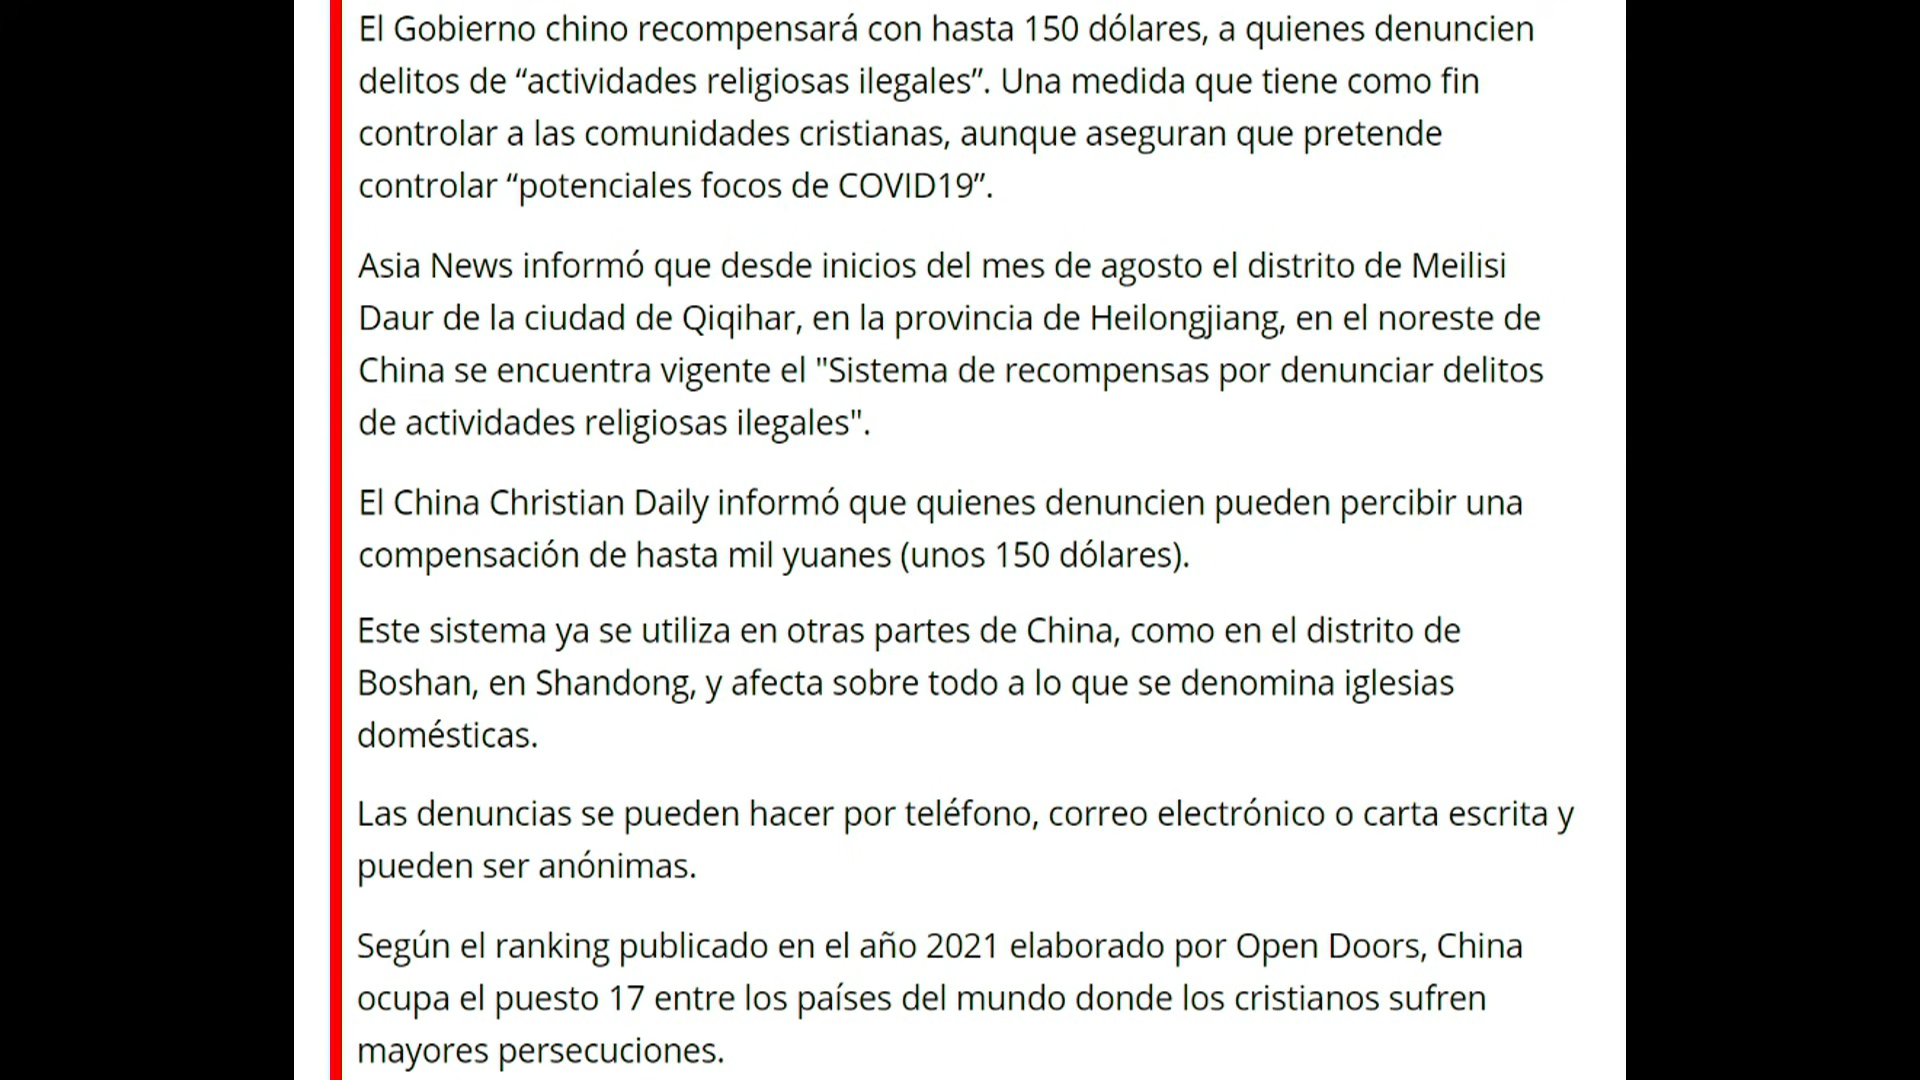 El Gobierno chino recompensará con hasta 150 dólares, a quienes denuncien
delitos de “actividades religiosas ilegales”. Una medida que tiene como fin
controlar a las comunidades cristianas, aunque aseguran que pretende
controlar “potenciales focos de COVID19”.
Asia News informó que desde inicios del mes de agosto el distrito de Meilisi
Daur de la ciudad de Qiqihar, en la provincia de Heilongjiang, en el noreste de
China se encuentra vigente el "Sistema de recompensas por denunciar delitos
de actividades religiosas ilegales".
El China Christian Daily informó que quienes denuncien pueden percibir una
compensación de hasta mil yuanes (unos 150 dólares).
Este sistema ya se utiliza en otras partes de China, como en el distrito de
Boshan, en Shandong, y afecta sobre todo a lo que se denomina iglesias
domésticas.
Las denuncias se pueden hacer por teléfono, correo electrónico o carta escrita y
pueden ser anónimas.
Según el ranking publicado en el año 2021 elaborado por Open Doors, China
ocupa el puesto 17 entre los países del mundo donde los cristianos sufren
mayores persecuciones.